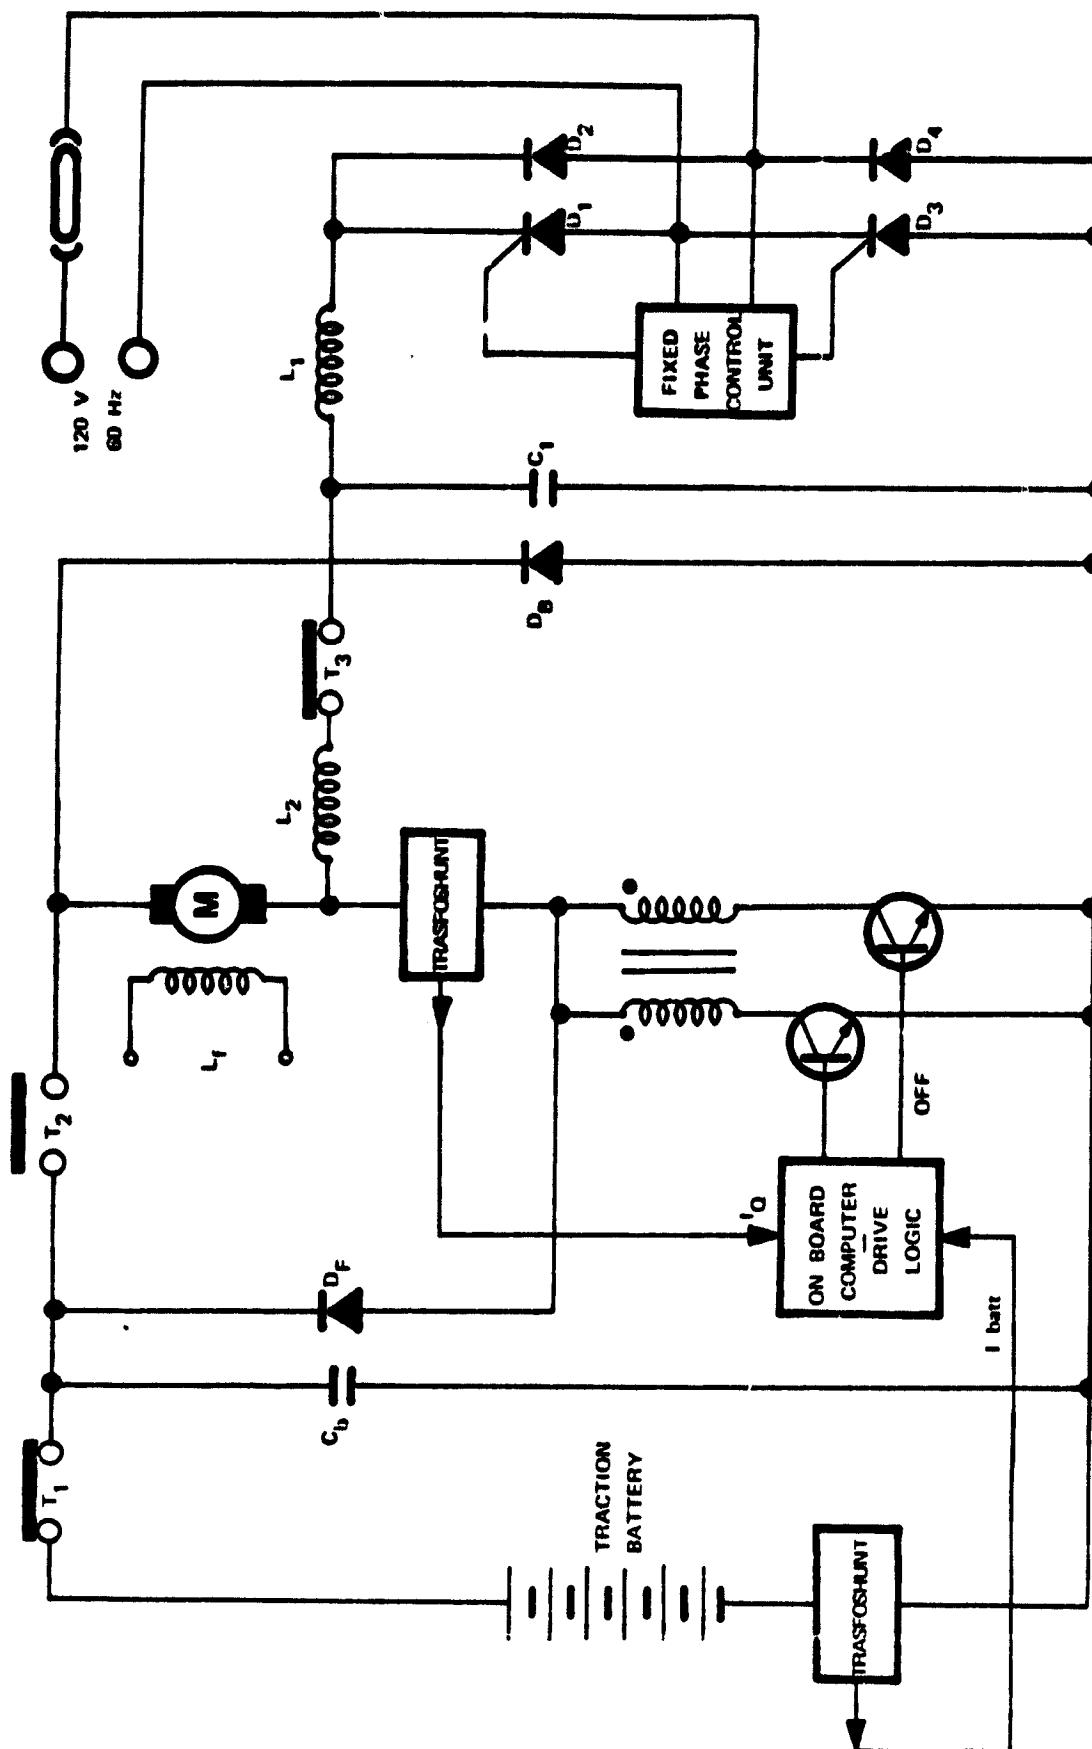 120 V
60 Hz
D2
D1
D4
D3
L1
FIXED
PHASE
CONTROL
UNIT
C1
DB
T3
L2
TRASFOSHUNT
M
Lf
T2
OFF
IQ
ON BOARD
COMPUTER
DRIVE
LOGIC
DF
I batt
Cb
T1
TRACTION
BATTERY
TRASFOSHUNT